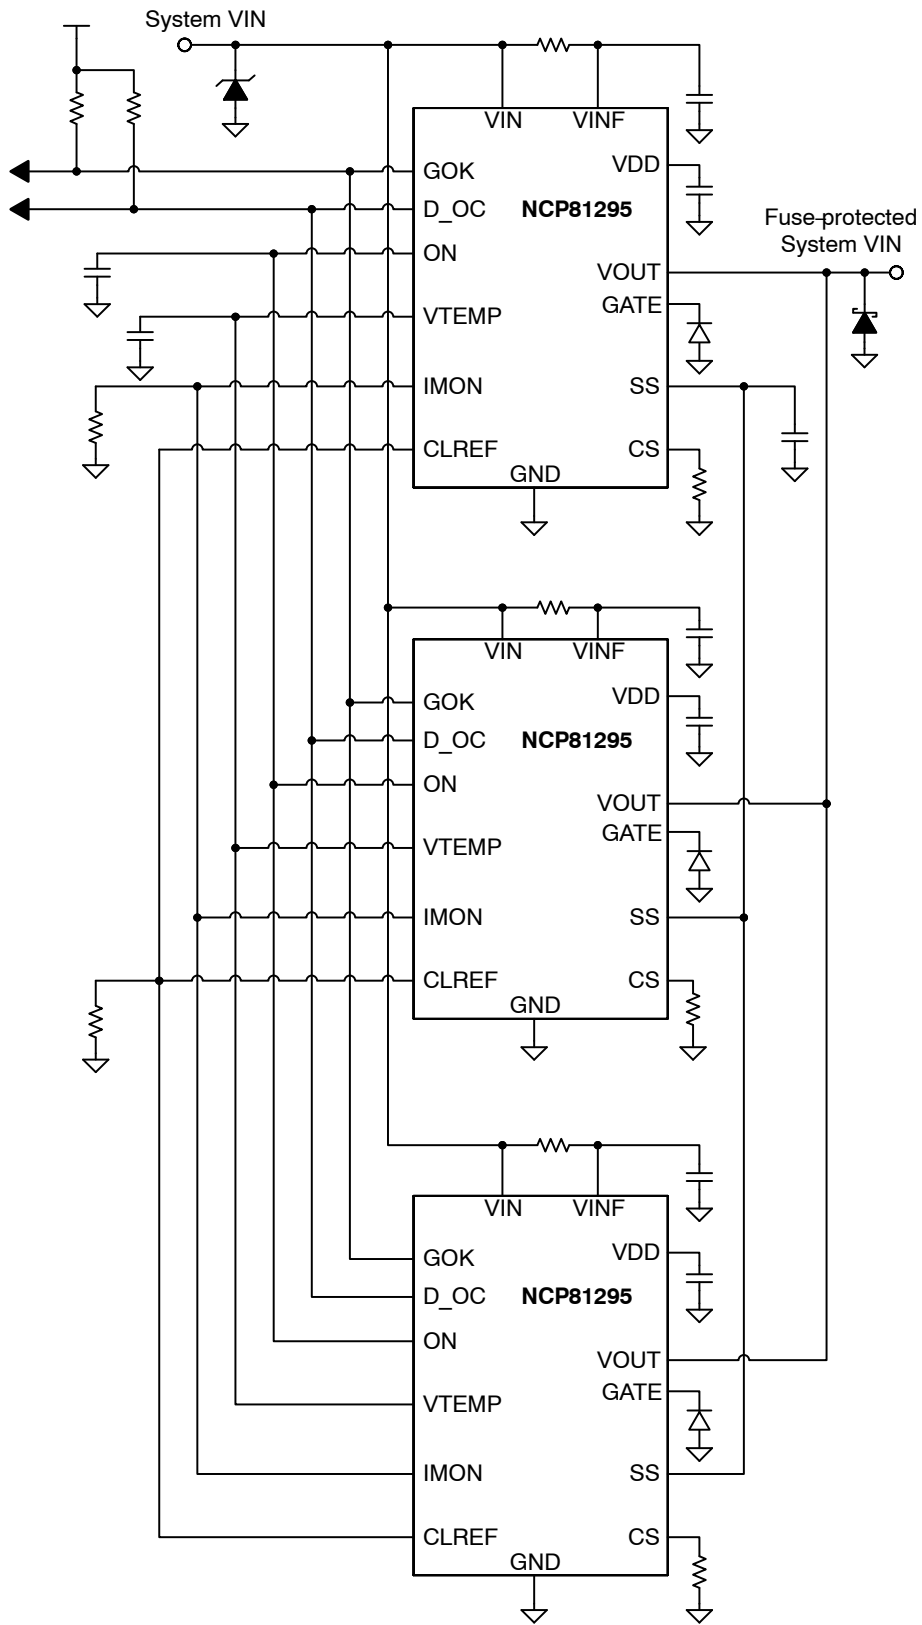 System VIN
VIN VINF
GOK VDD
D_OC NCP81295
ON
Fuse-protected
System VIN
VOUT
GATE
VTEMP
IMON SS
CLREF CS
GND
VIN VINF
GOK VDD
D_OC NCP81295
ON
VOUT
GATE
VTEMP
IMON SS
CLREF CS
GND
VIN VINF
GOK VDD
D_OC NCP81295
ON
VOUT
GATE
VTEMP
IMON SS
CLREF CS
GND